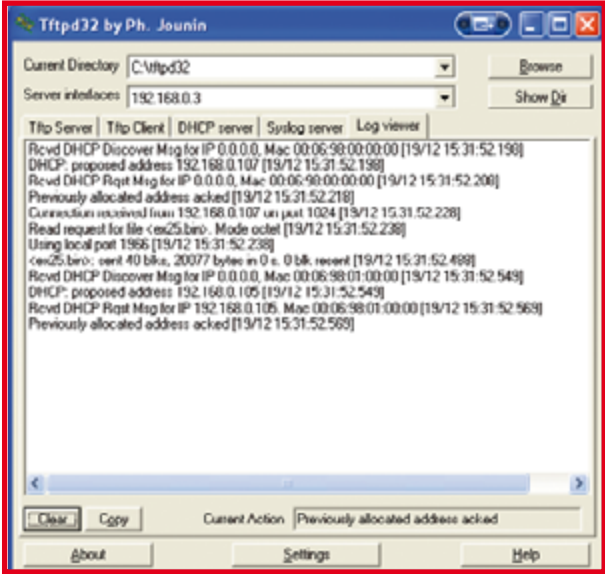 Tftpd32 by Ph. Jounin
Current Directory C:\tftpd32 Browse
Server interfaces 192.168.0.3 Show Dir
Tftp Server Tftp Client DHCP server Syslog server Log viewer
Rcvd DHCP Discover Msg for IP 0.0.0.0, Mac 00:06:98:00:00:00 [19/12 15:31:52.198]
DHCP: proposed address 192.168.0.107 [19/12 15:31:52.198]
Rcvd DHCP Rqst Msg for IP 0.0.0.0, Mac 00:06:98:00:00:00 [19/12 15:31:52.208]
Previously allocated address acked [19/12 15:31:52.218]
Connection received from 192.168.0.107 on port 1024 [19/12 15:31:52.228]
Read request for file <ex25.bin>. Mode octet [19/12 15:31:52.238]
Using local port 1966 [19/12 15:31:52.238]
<ex25.bin>: sent 40 blks, 20077 bytes in 0 s. 0 blk resent [19/12 15:31:52.488]
Rcvd DHCP Discover Msg for IP 0.0.0.0, Mac 00:06:98:01:00:00 [19/12 15:31:52.549]
DHCP: proposed address 192.168.0.105 [19/12 15:31:52.549]
Rcvd DHCP Rqst Msg for IP 192.168.0.105, Mac 00:06:98:01:00:00 [19/12 15:31:52.569]
Previously allocated address acked [19/12 15:31:52.569]
Clear Copy Current Action Previously allocated address acked
About Settings Help